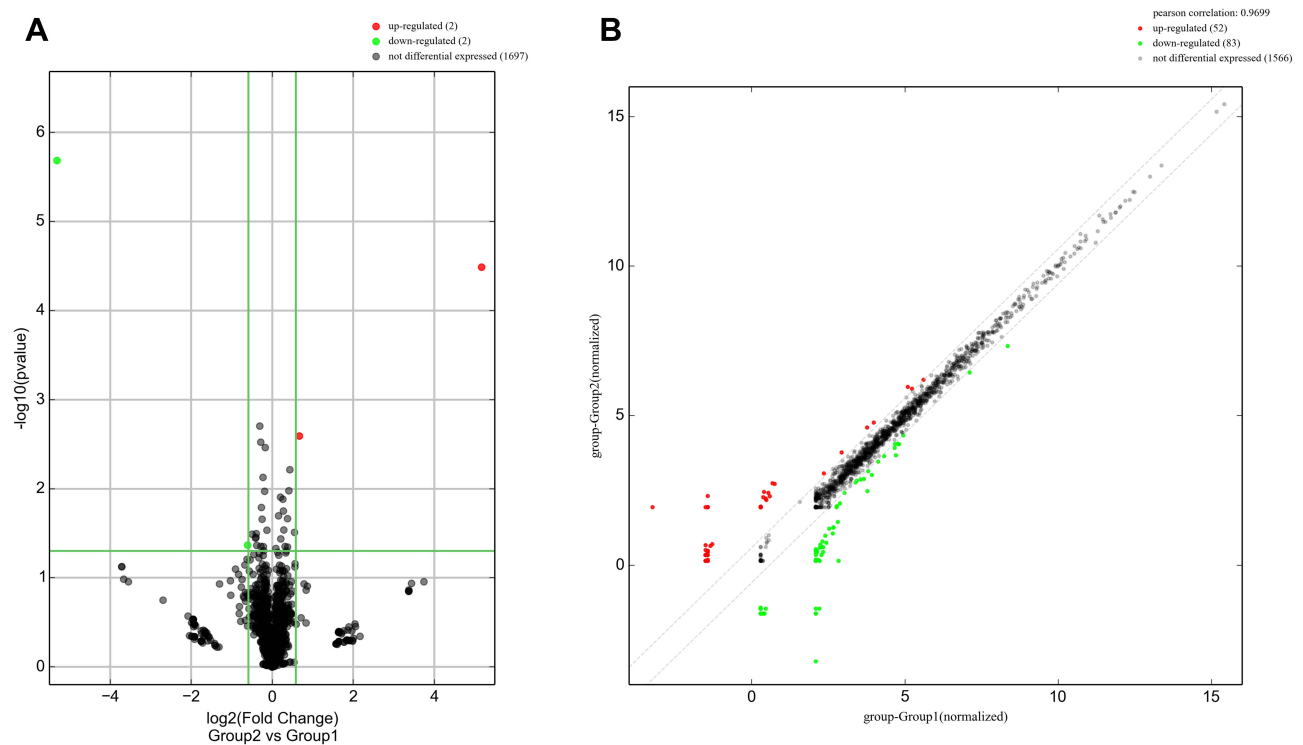 A
up-regulated (2)
down-regulated (2)
not differential expressed (1697)
6
5
4
3
2
1
0
-log10(pvalue)
−4
−2
0
2
4
log2(Fold Change)
Group2 vs Group1
B
pearson correlation: 0.9699
up-regulated (52)
down-regulated (83)
not differential expressed (1566)
15
10
5
0
group-Group2(normalized)
0
5
10
15
group-Group1(normalized)